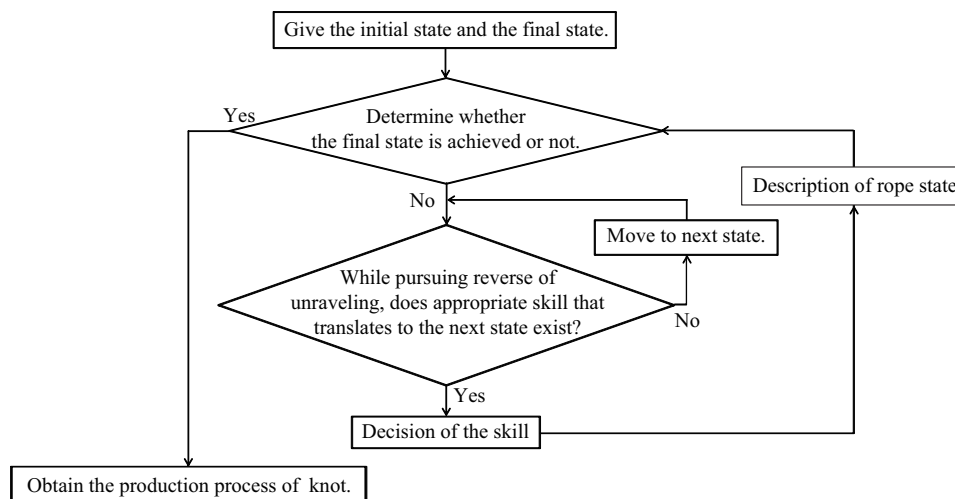 Give the initial state and the final state.
Yes
Determine whether
the final state is achieved or not.
Description of rope state
No
Move to next state.
While pursuing reverse of
unraveling, does appropriate skill that
translates to the next state exist?
No
Yes
Decision of the skill
Obtain the production process of knot.